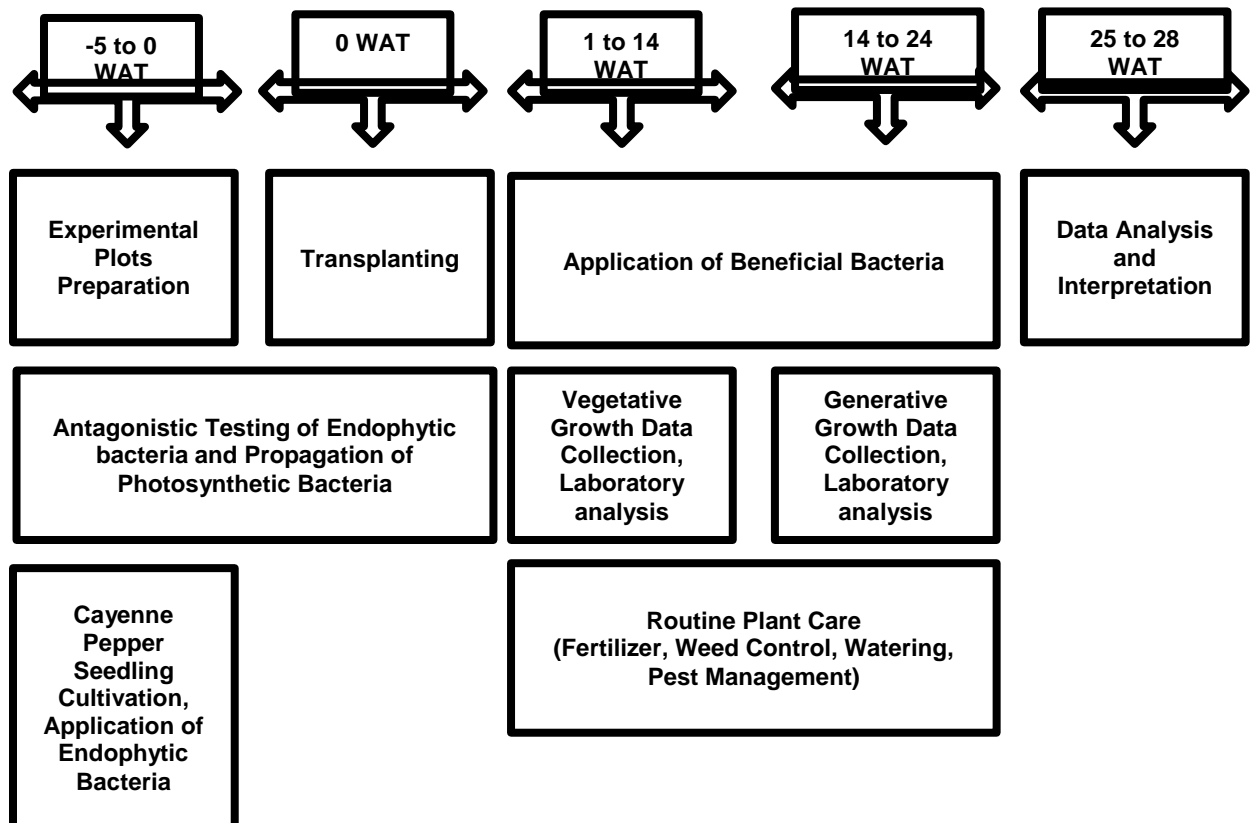 -5 to 0
WAT
0 WAT
1 to 14
WAT
14 to 24
WAT
25 to 28
WAT
Experimental
Plots
Preparation
Transplanting
Application of Beneficial Bacteria
Data Analysis
and
Interpretation
Antagonistic Testing of Endophytic
bacteria and Propagation of
Photosynthetic Bacteria
Vegetative
Growth Data
Collection,
Laboratory
analysis
Generative
Growth Data
Collection,
Laboratory
analysis
Cayenne
Pepper
Seedling
Cultivation,
Application of
Endophytic
Bacteria
Routine Plant Care
(Fertilizer, Weed Control, Watering,
Pest Management)